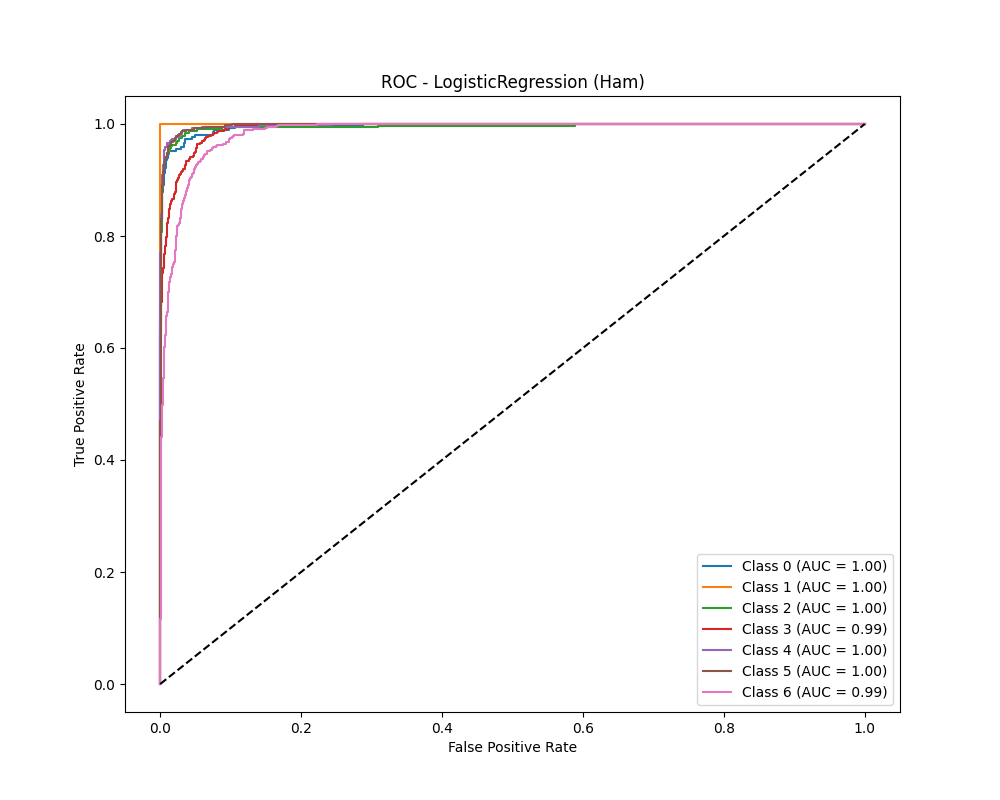 ROC - LogisticRegression (Ham)
True Positive Rate
1.0
0.8
0.6
0.4
0.2
0.0
Class 0 (AUC = 1.00)
Class 1 (AUC = 1.00)
Class 2 (AUC = 1.00)
Class 3 (AUC = 0.99)
Class 4 (AUC = 1.00)
Class 5 (AUC = 1.00)
Class 6 (AUC = 0.99)
0.0 0.2 0.4 0.6 0.8 1.0
False Positive Rate